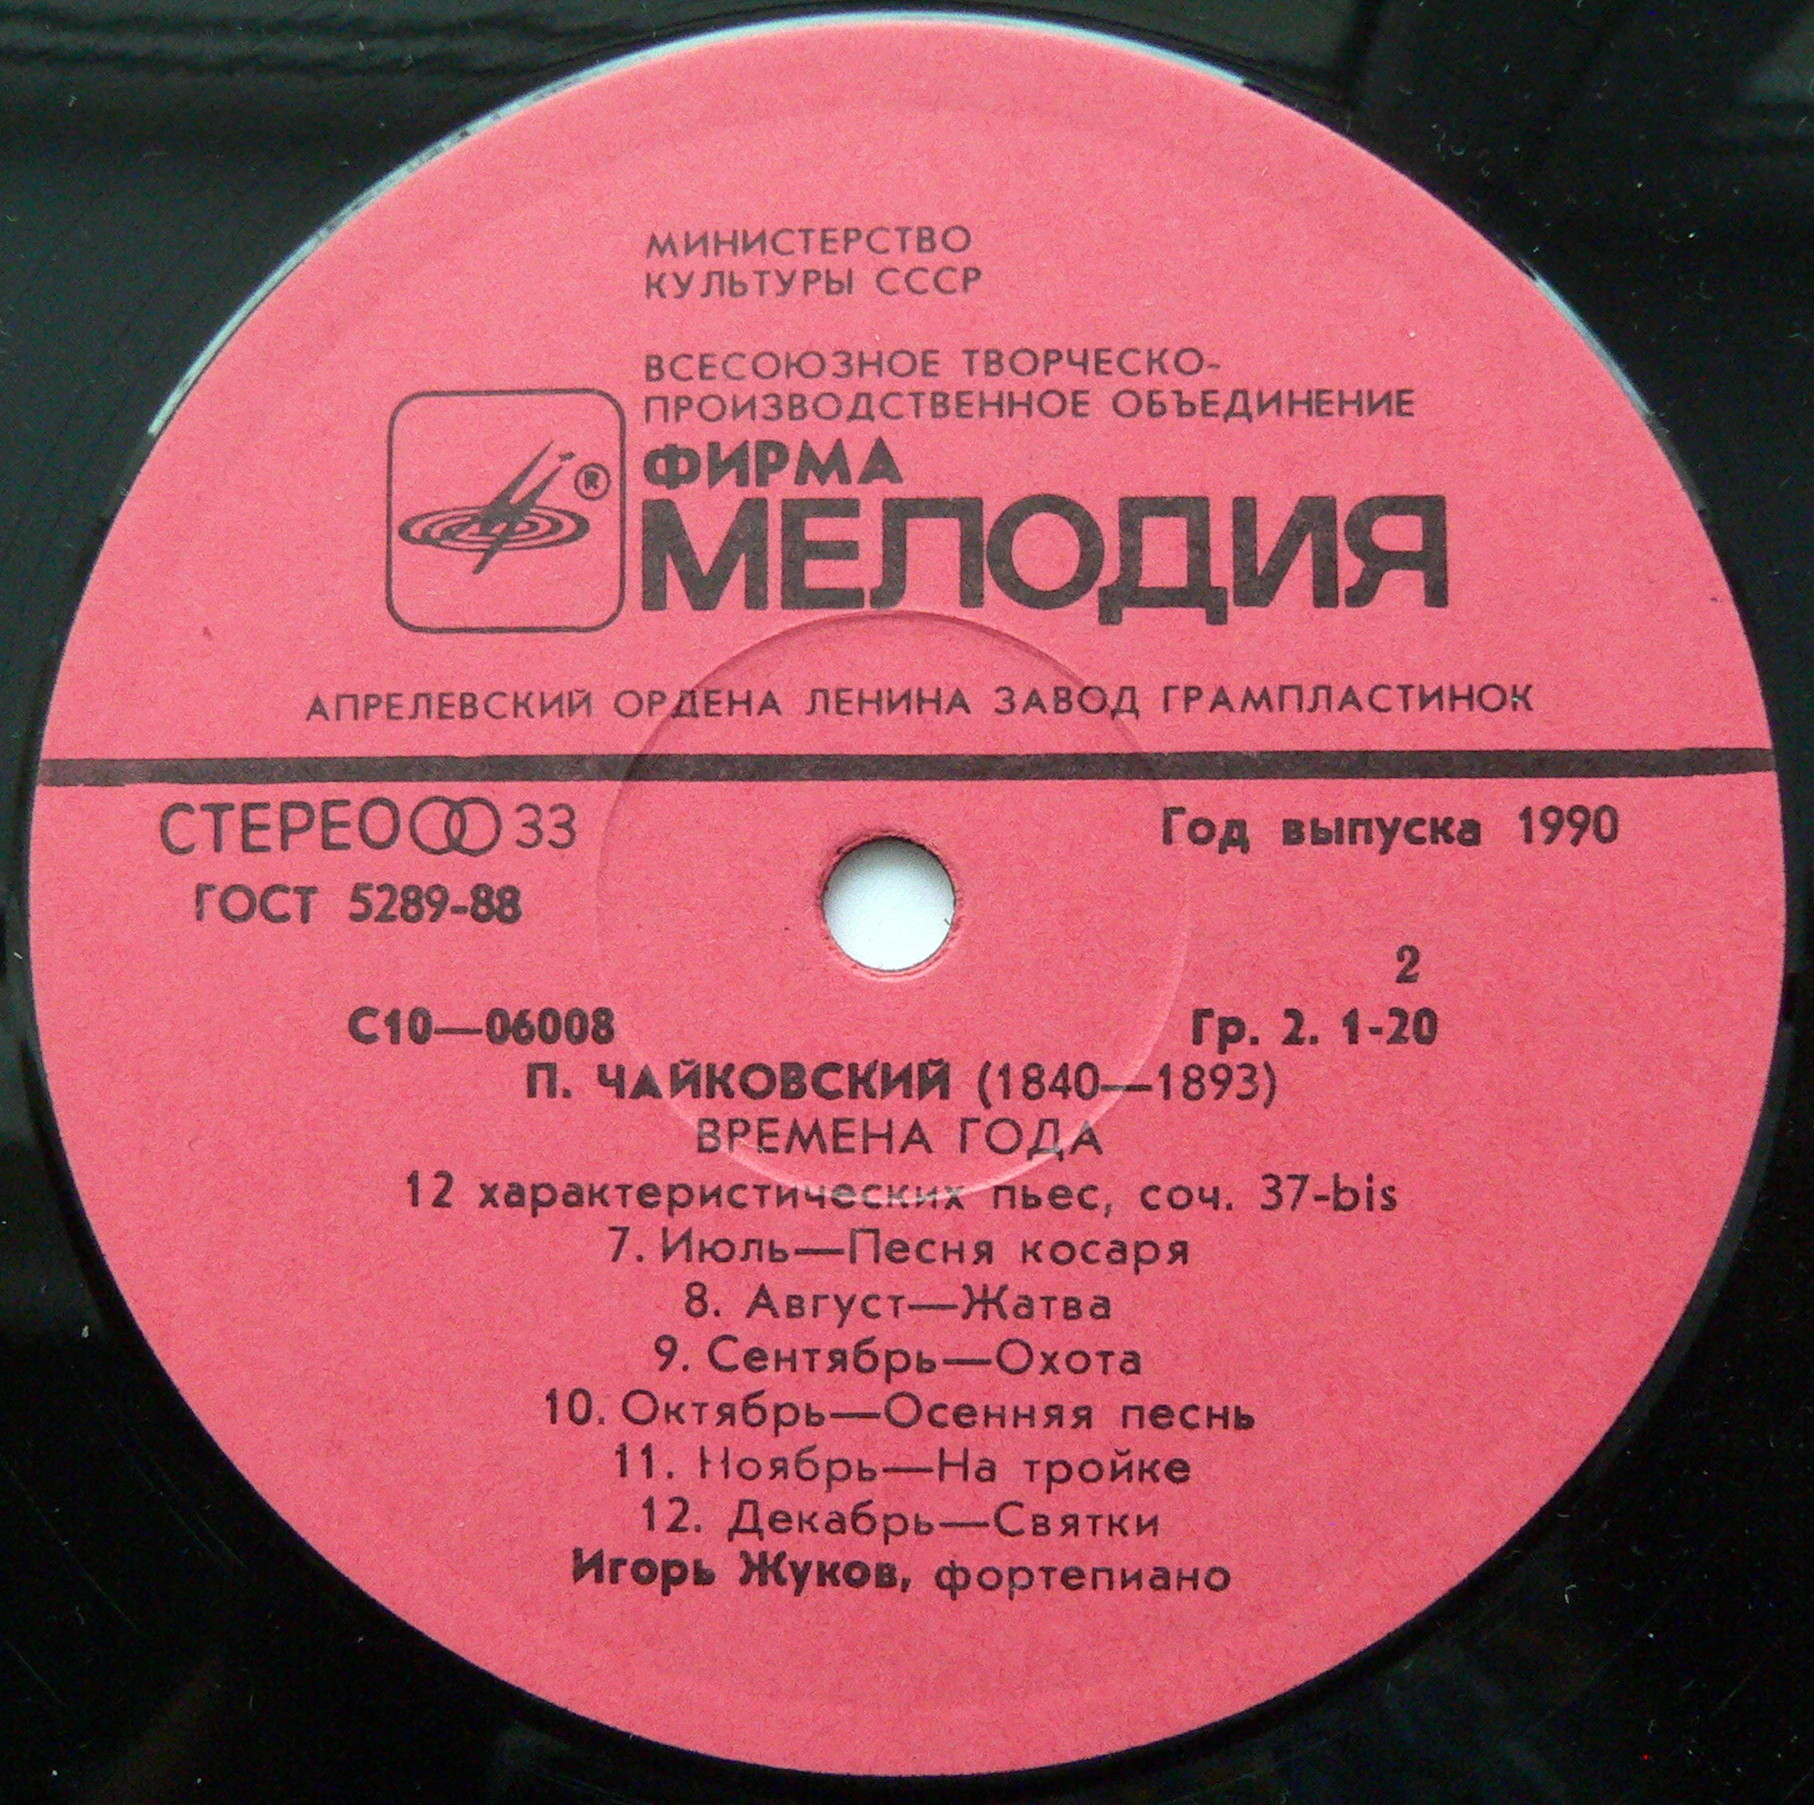 МИНИСТЕРСТВО
КУЛЬТУРЫ СССР
ВСЕСОЮЗНОЕ ТВОРЧЕСКО-
ПРОИЗВОДСТВЕННОЕ ОБЪЕДИНЕНИЕ
ФИРМА
®
МЕЛОДИЯ
АПРЕЛЕВСКИЙ ОРДЕНА ЛЕНИНА ЗАВОД ГРАМПЛАСТИНОК
СТЕРЕО 33 Год выпуска 1990
ГОСТ 5289-88
2
С10—06008 Гр. 2. 1-20
П. ЧАЙКОВСКИЙ (1840—1893)
ВРЕМЕНА ГОДА
12 характеристических пьес, соч. 37-bis
7. Июль—Песня косаря
8. Август—Жатва
9. Сентябрь—Охота
10. Октябрь—Осенняя песнь
11. Ноябрь—На тройке
12. Декабрь—Святки
Игорь Жуков, фортепиано